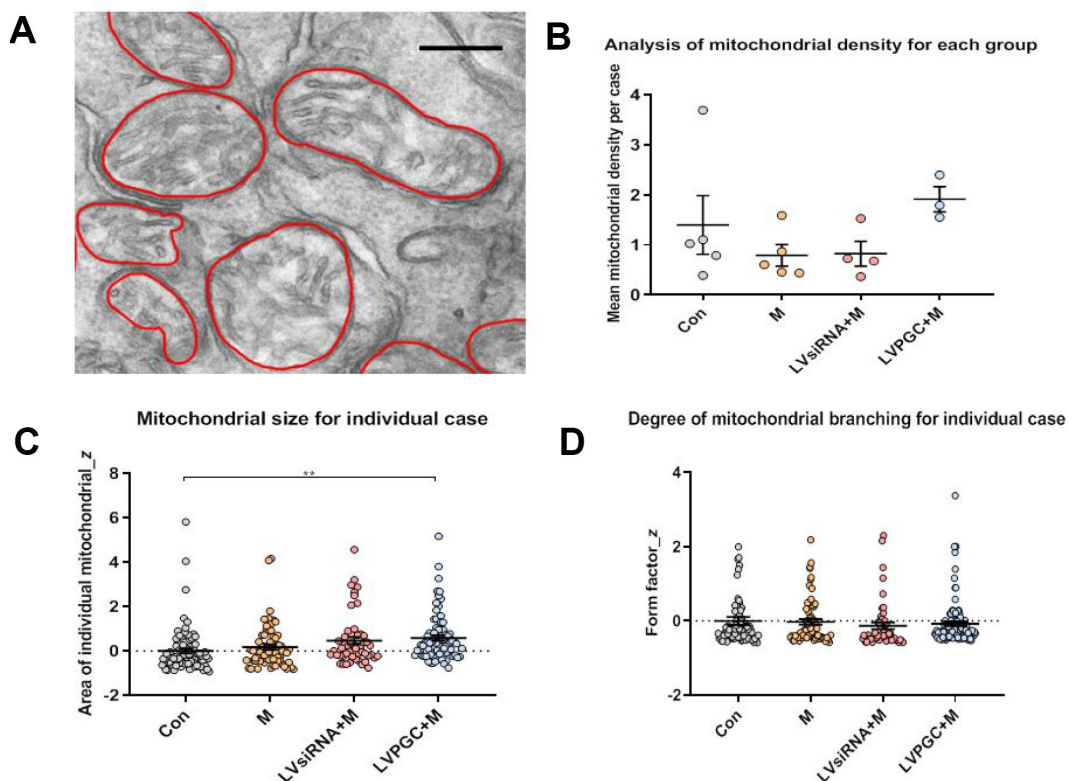 A
B
Analysis of mitochondrial density for each group
Mean mitochondrial density per case
4
3
2
1
0
Con
M
LVsiRNA+M
LVPGC+M
C
Mitochondrial size for individual case
Area of individual mitochondrial_z
8
6
4
2
0
-2
**
Con
M
LVsiRNA+M
LVPGC+M
D
Degree of mitochondrial branching for individual case
Form factor_z
4
2
0
-2
Con
M
LVsiRNA+M
LVPGC+M